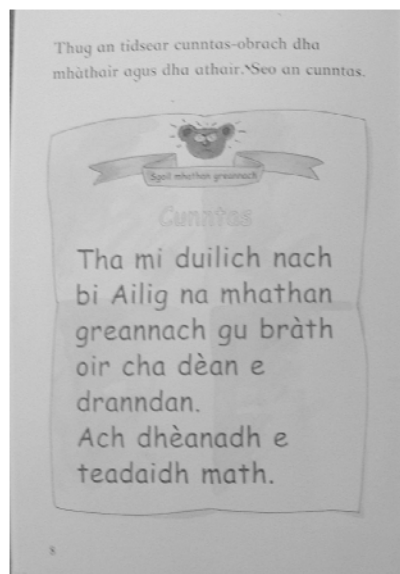 Thug an tidsear cunntas-obrach dha
mhàthair agus dha athair. Seo an cunntas.
Sgoil mhathan greannach
Cunntas
Tha mi duilich nach
bi Ailig na mhathan
greannach gu bràth
oir cha dèan e
dranndan.
Ach dhèanadh e
teadaidh math.
8